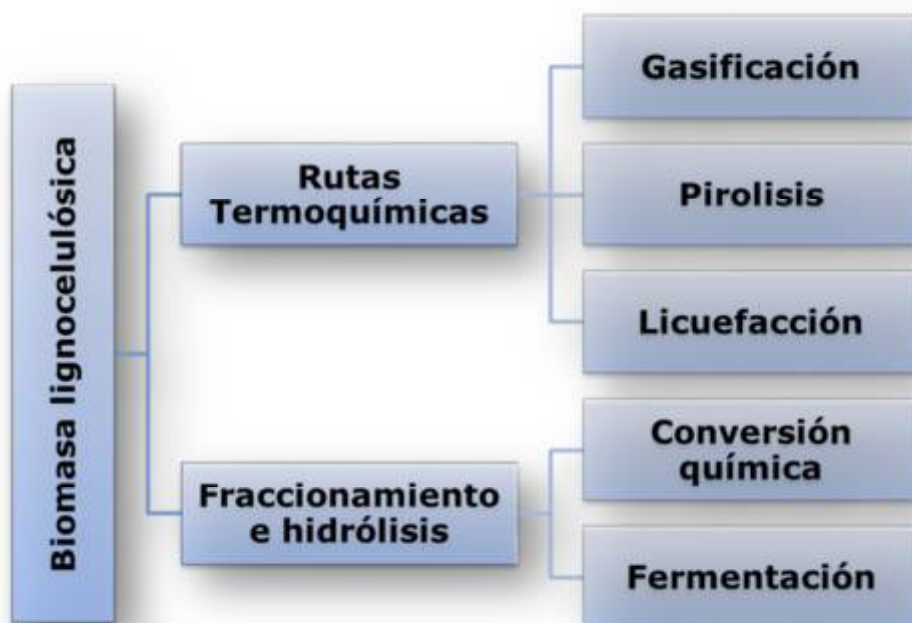 Biomasa lignocelulósica
Rutas
Termoquímicas
Gasificación
Pirolisis
Licuefacción
Fraccionamiento
e hidrólisis
Conversión
química
Fermentación